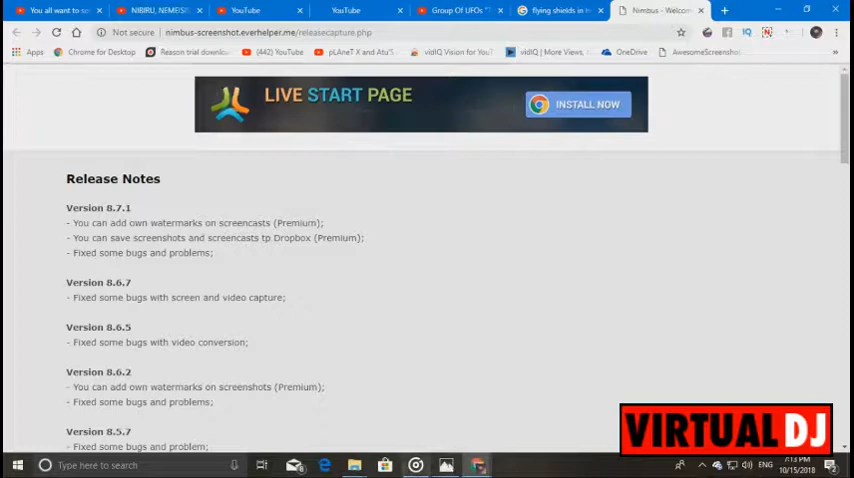 You all want to se
NIBIRU, NEMESIS
YouTube
YouTube
Group Of UFOs "T
flying shields in
Nimbus - Welcom
Not secure
nimbus-screenshot.everhelper.me/releasecapture.php
Apps
Chrome for Desktop
Reason trial downloa
(442) YouTube
pLAneT X and Atu'S
vidIQ Vision for YouT
vidIQ | More Views,
OneDrive
AwesomeScreenshot
LIVE START PAGE
INSTALL NOW
Release Notes
Version 8.7.1
- You can add own watermarks on screencasts (Premium);
- You can save screenshots and screencasts tp Dropbox (Premium);
- Fixed some bugs and problems;
Version 8.6.7
- Fixed some bugs with screen and video capture;
Version 8.6.5
- Fixed some bugs with video conversion;
Version 8.6.2
- You can add own watermarks on screenshots (Premium);
- Fixed some bugs and problems;
Version 8.5.7
- Fixed some bugs and problem;
VIRTUAL DJ
Type here to search
ENG
7:13 PM
10/15/2018